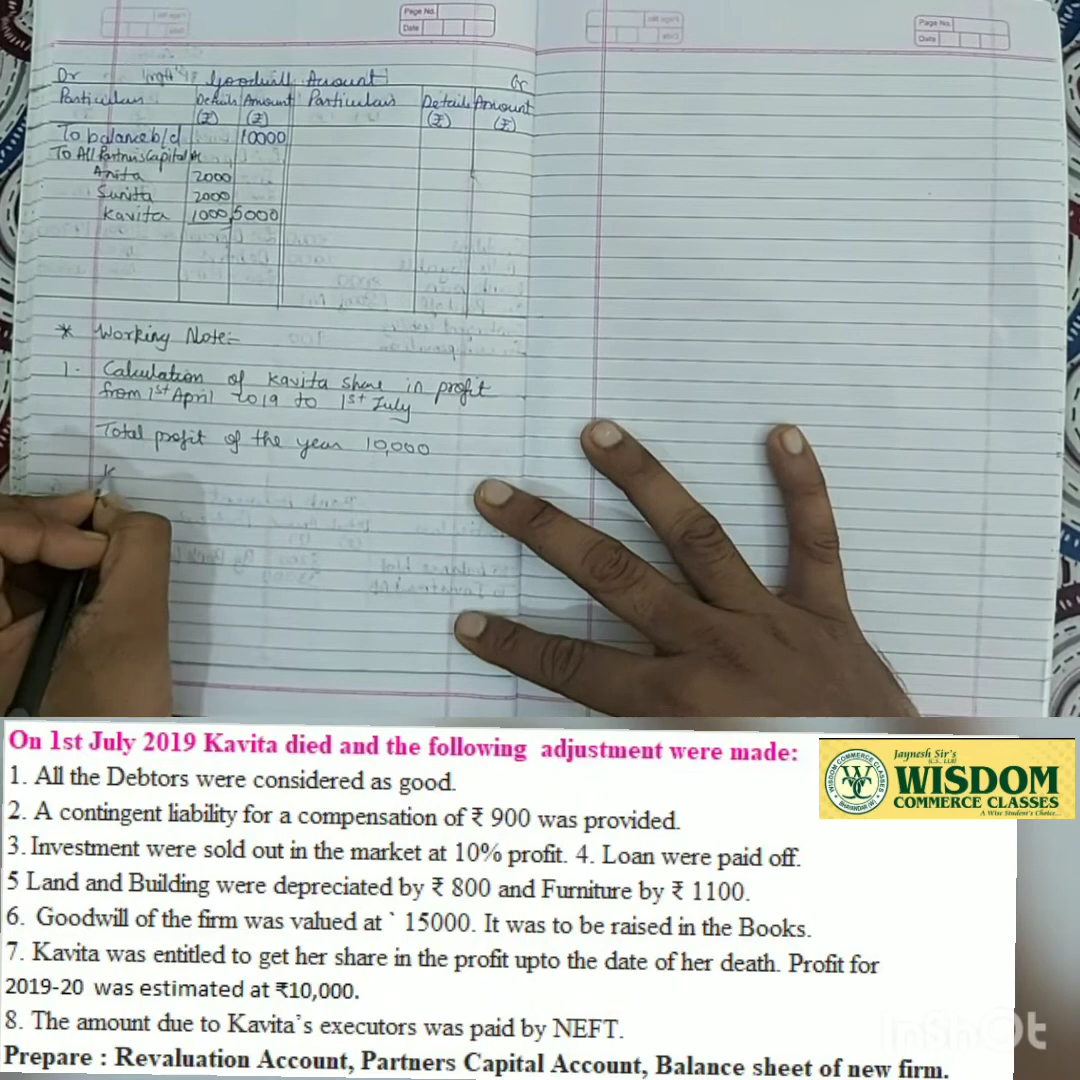 Page No.
Date
Page No.
Date
Dr Goodwill Amount Cr
Particulars Details Amount Particulars Details Amount
(₹) (₹) (₹) (₹)
To balance b/d 10000
To All Partner's Capital A/c
Anita 2000
Sunita 2000
Kavita 1000 5000
* Working Note:-
1. Calculation of Kavita share in profit
from 1st April 2019 to 1st July
Total profit of the year 10,000
K
On 1st July 2019 Kavita died and the following adjustment were made:
1. All the Debtors were considered as good.
2. A contingent liability for a compensation of ₹ 900 was provided.
3. Investment were sold out in the market at 10% profit. 4. Loan were paid off.
5 Land and Building were depreciated by ₹ 800 and Furniture by ₹ 1100.
6. Goodwill of the firm was valued at ` 15000. It was to be raised in the Books.
7. Kavita was entitled to get her share in the profit upto the date of her death. Profit for
2019-20 was estimated at ₹10,000.
8. The amount due to Kavita's executors was paid by NEFT.
Prepare : Revaluation Account, Partners Capital Account, Balance sheet of new firm.
Jaynesh Sir's
(C.S., LLB)
WISDOM
COMMERCE CLASSES
A Wise Student's Choice...
WISDOM COMMERCE CLASSES
BHAYANDAR (W)
InShOt